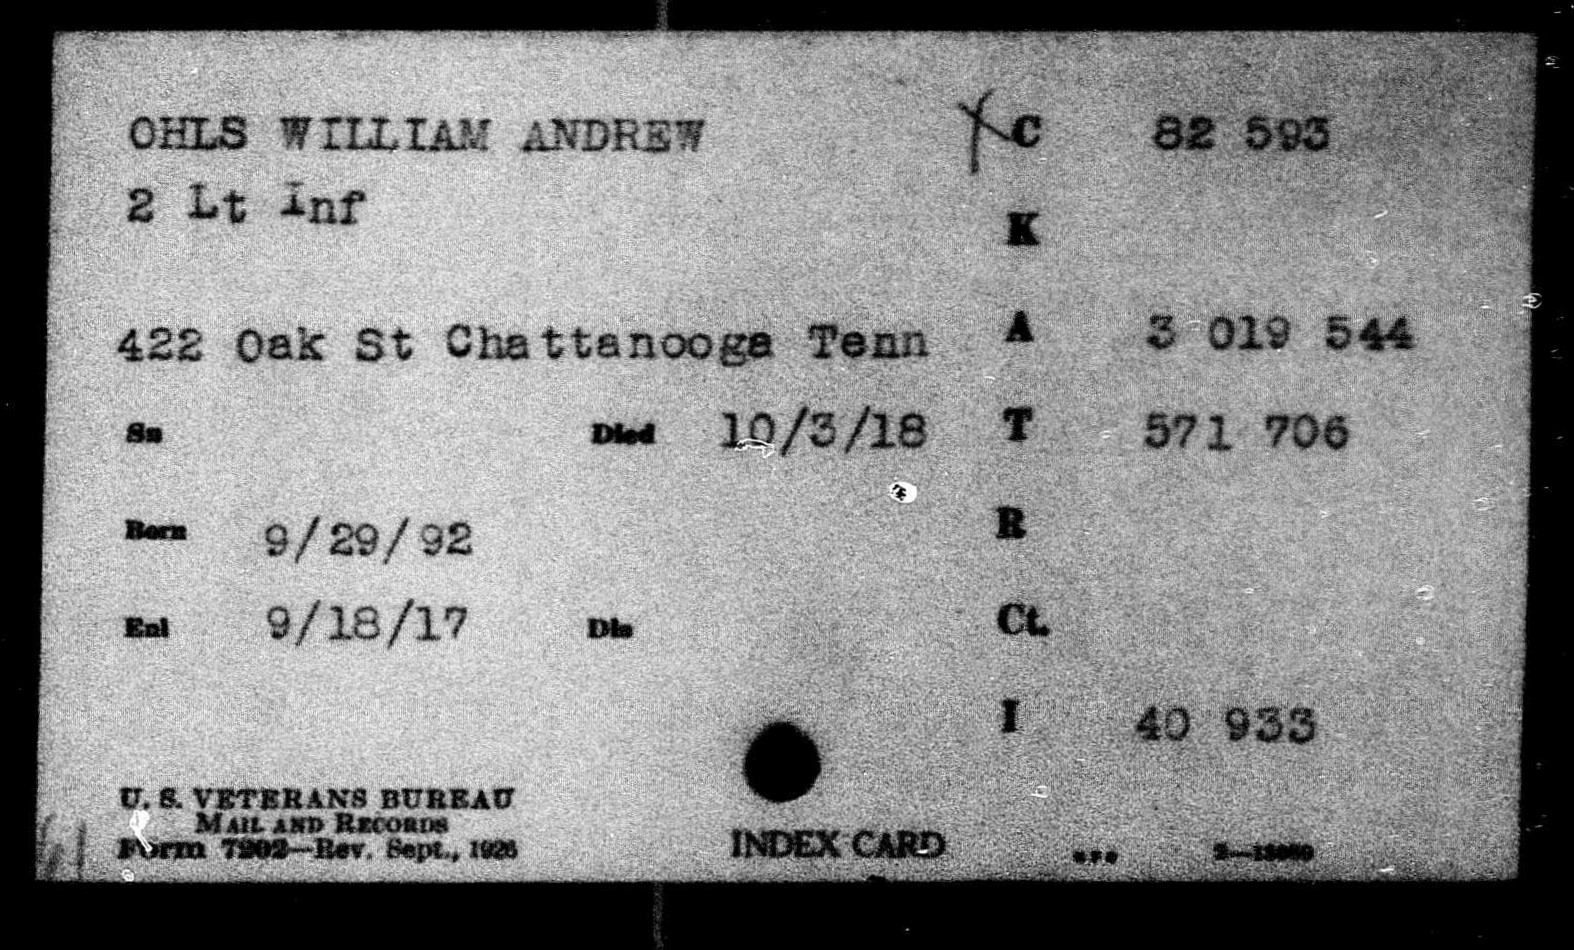 OHLS WILLIAM ANDREW
C 82 593
2 Lt Inf
K
422 Oak St Chattanooga Tenn
A 3 019 544
Sn
Died 10/3/18
T 571 706
Born 9/29/92
R
Enl 9/18/17
Dis
Ct.
I 40 933
U. S. VETERANS BUREAU
MAIL AND RECORDS
Form 7202—Rev. Sept., 1926
INDEX CARD